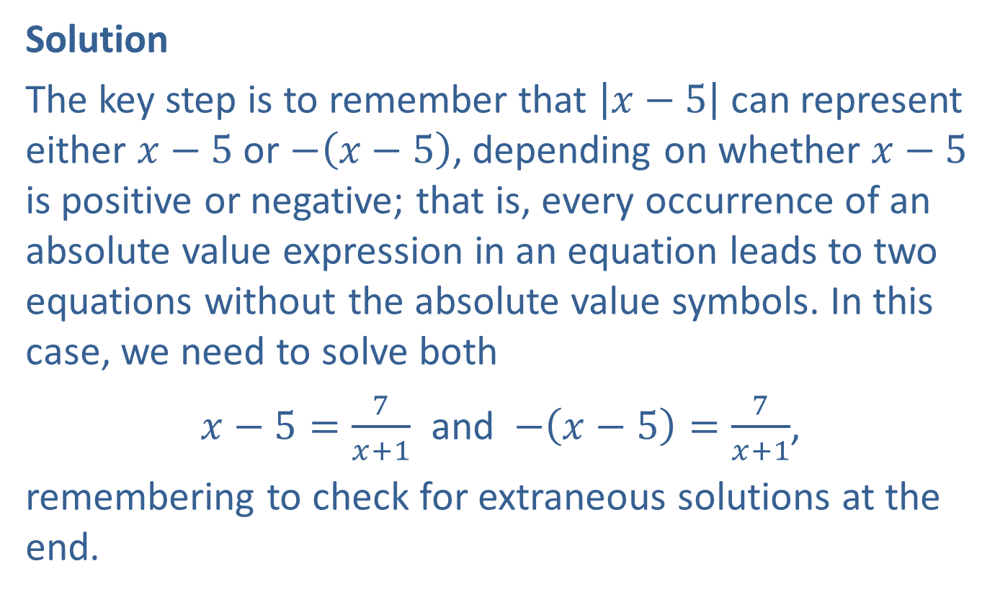 Solution
The key step is to remember that |x − 5| can represent
either x − 5 or −(x − 5), depending on whether x − 5
is positive or negative; that is, every occurrence of an
absolute value expression in an equation leads to two
equations without the absolute value symbols. In this
case, we need to solve both
x − 5 = 7/(x+1) and −(x − 5) = 7/(x+1),
remembering to check for extraneous solutions at the
end.